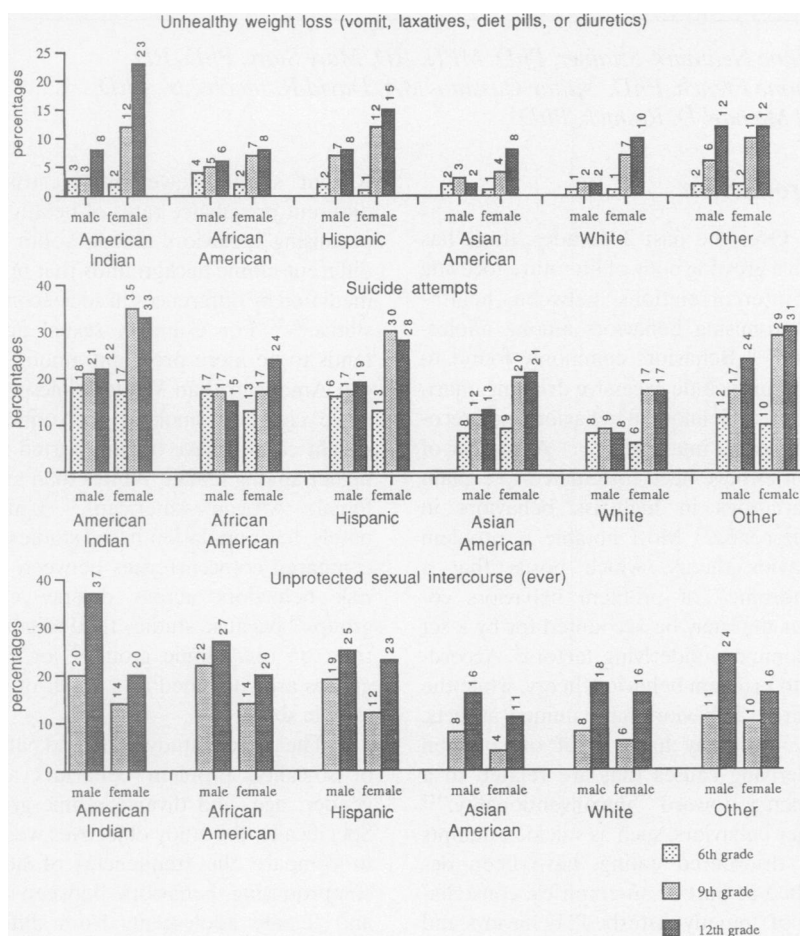 Unhealthy weight loss (vomit, laxatives, diet pills, or diuretics)
percentages
25
20
15
10
5
0
3 3 8 2 12 23
4 5 6 2 7 8
2 7 8 1 12 15
2 3 2 1 4 8
1 2 2 1 7 10
2 6 12 2 10 12
male female male female male female male female male female male female
American African Hispanic Asian White Other
Indian American American
Suicide attempts
percentages
40
30
20
10
0
18 21 22 17 35 33
17 17 15 13 17 24
16 17 19 13 30 28
8 12 13 9 20 21
8 9 8 6 17 17
12 17 24 10 29 31
male female male female male female male female male female male female
American African Hispanic Asian White Other
Indian American American
Unprotected sexual intercourse (ever)
percentages
40
30
20
10
0
20 37 14 20
22 27 14 20
19 25 12 23
8 16 4 11
8 18 6 16
11 24 10 16
male female male female male female male female male female male female
American African Hispanic Asian White Other
Indian American American
6th grade
9th grade
12th grade